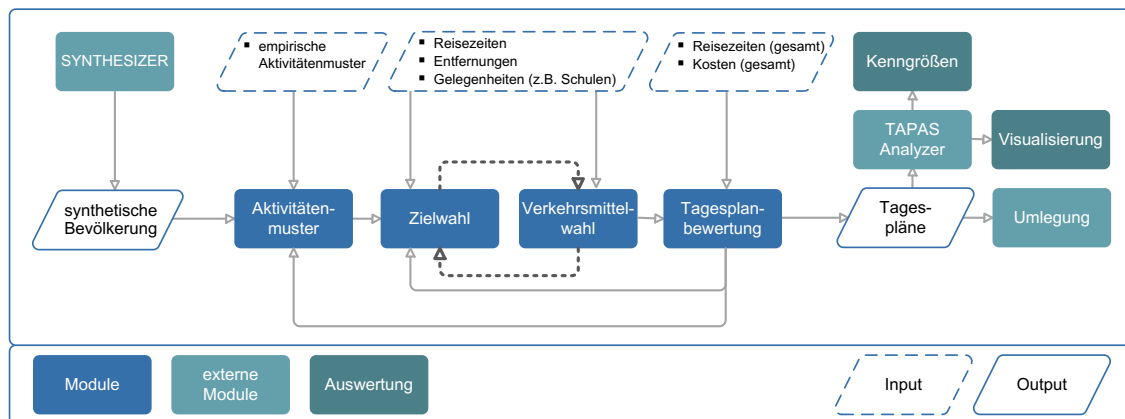 SYNTHESIZER
▪ empirische
Aktivitätenmuster
▪ Reisezeiten
▪ Entfernungen
▪ Gelegenheiten (z.B. Schulen)
▪ Reisezeiten (gesamt)
▪ Kosten (gesamt)
Kenngrößen
TAPAS
Analyzer
Visualisierung
synthetische
Bevölkerung
Aktivitäten-
muster
Zielwahl
Verkehrsmittel-
wahl
Tagesplan-
bewertung
Tages-
pläne
Umlegung
Module
externe
Module
Auswertung
Input
Output